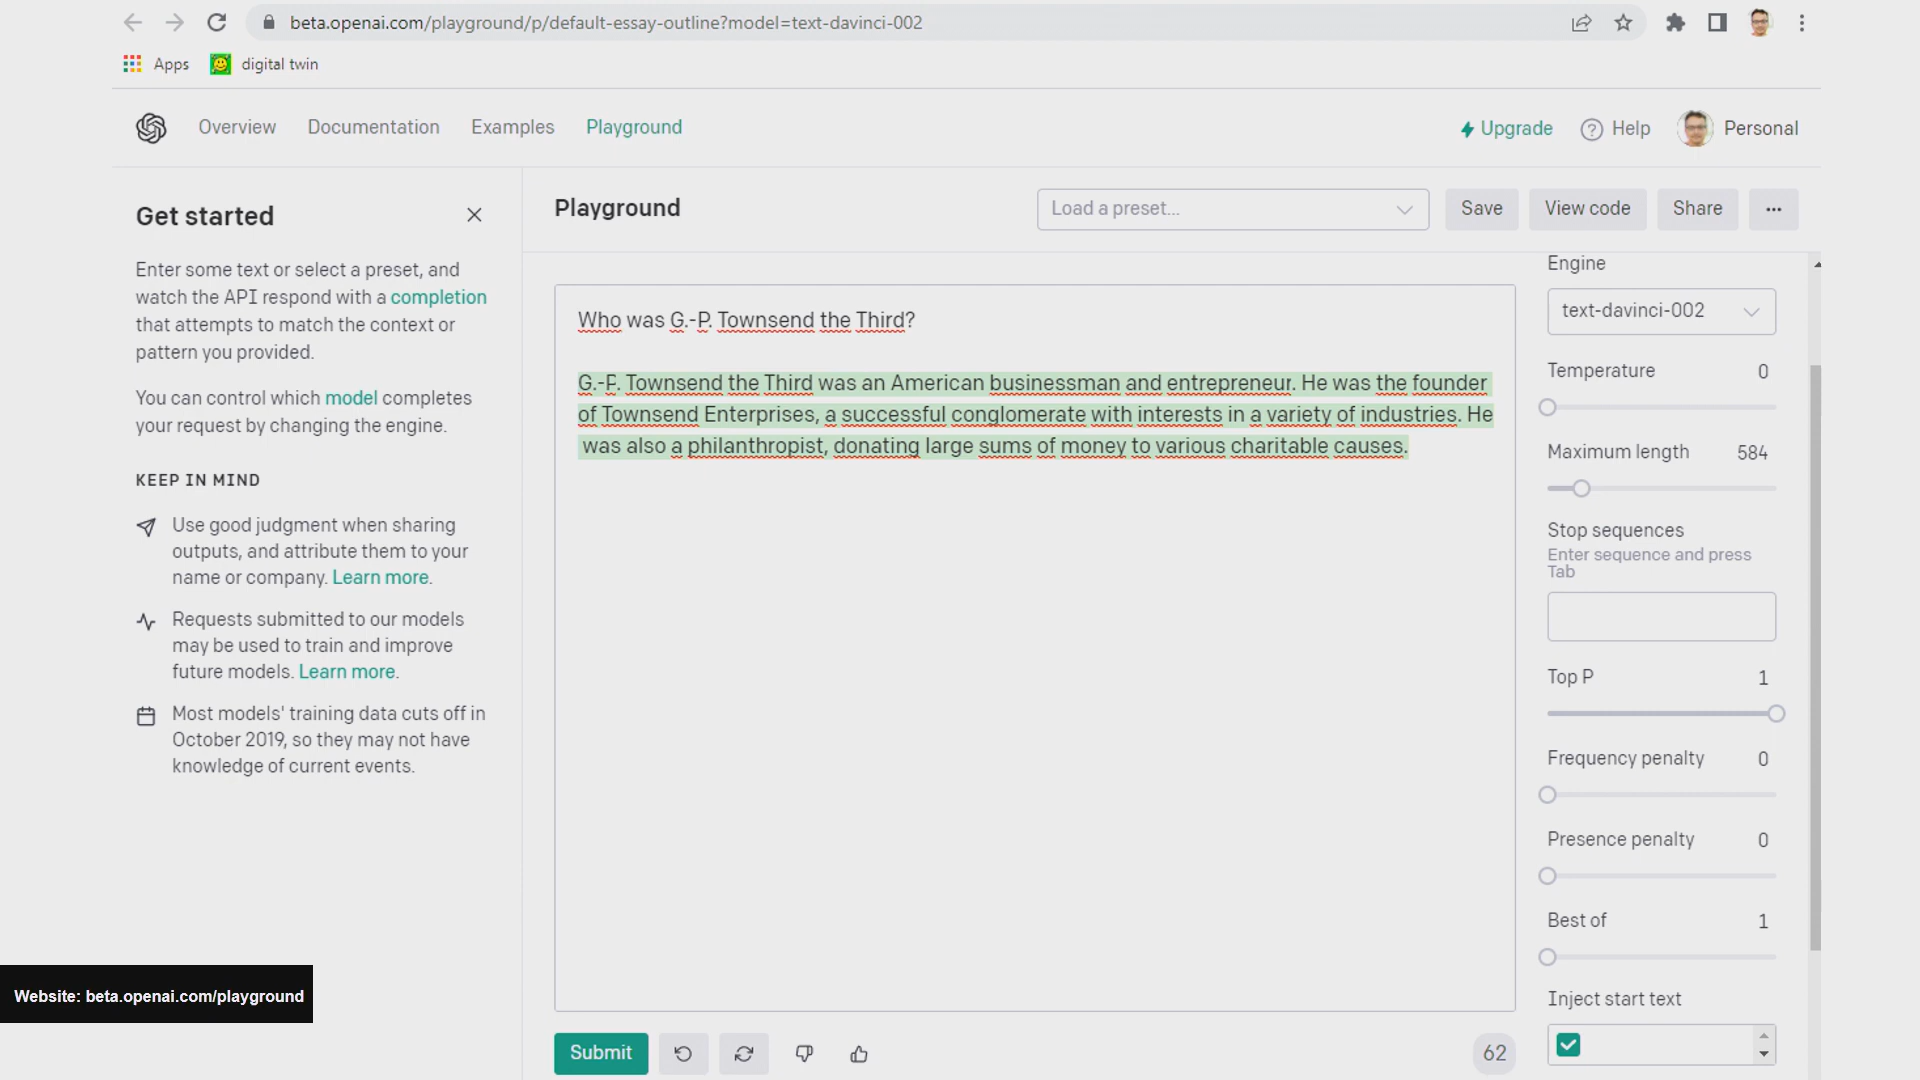 beta.openai.com/playground/p/default-essay-outline?model=text-davinci-002
Apps digital twin
Overview Documentation Examples Playground Upgrade Help Personal
Get started
Enter some text or select a preset, and
watch the API respond with a completion
that attempts to match the context or
pattern you provided.
You can control which model completes
your request by changing the engine.
KEEP IN MIND
Use good judgment when sharing
outputs, and attribute them to your
name or company. Learn more.
Requests submitted to our models
may be used to train and improve
future models. Learn more.
Most models' training data cuts off in
October 2019, so they may not have
knowledge of current events.
Website: beta.openai.com/playground
Playground Load a preset... Save View code Share ...
Who was G.-P. Townsend the Third?
G.-P. Townsend the Third was an American businessman and entrepreneur. He was the founder
of Townsend Enterprises, a successful conglomerate with interests in a variety of industries. He
was also a philanthropist, donating large sums of money to various charitable causes.
Submit 62
Engine
text-davinci-002
Temperature 0
Maximum length 584
Stop sequences
Enter sequence and press
Tab
Top P 1
Frequency penalty 0
Presence penalty 0
Best of 1
Inject start text